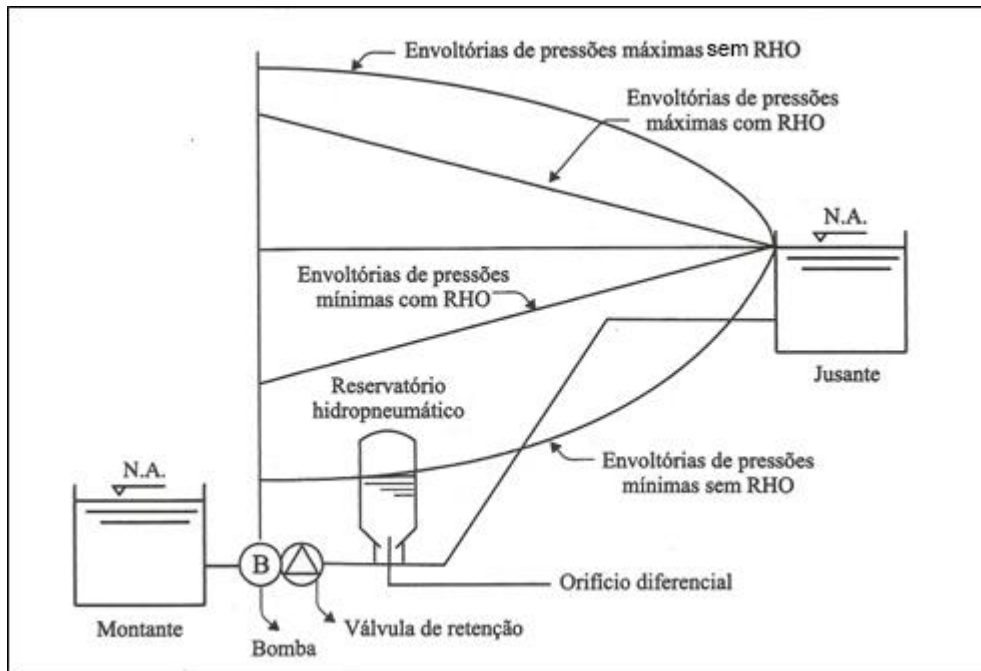 Envoltórias de pressões máximas sem RHO
Envoltórias de pressões
máximas com RHO
N.A.
Envoltórias de pressões
mínimas com RHO
Jusante
Reservatório
hidropneumático
N.A.
Envoltórias de pressões
mínimas sem RHO
B
Orifício diferencial
Montante
Válvula de retenção
Bomba